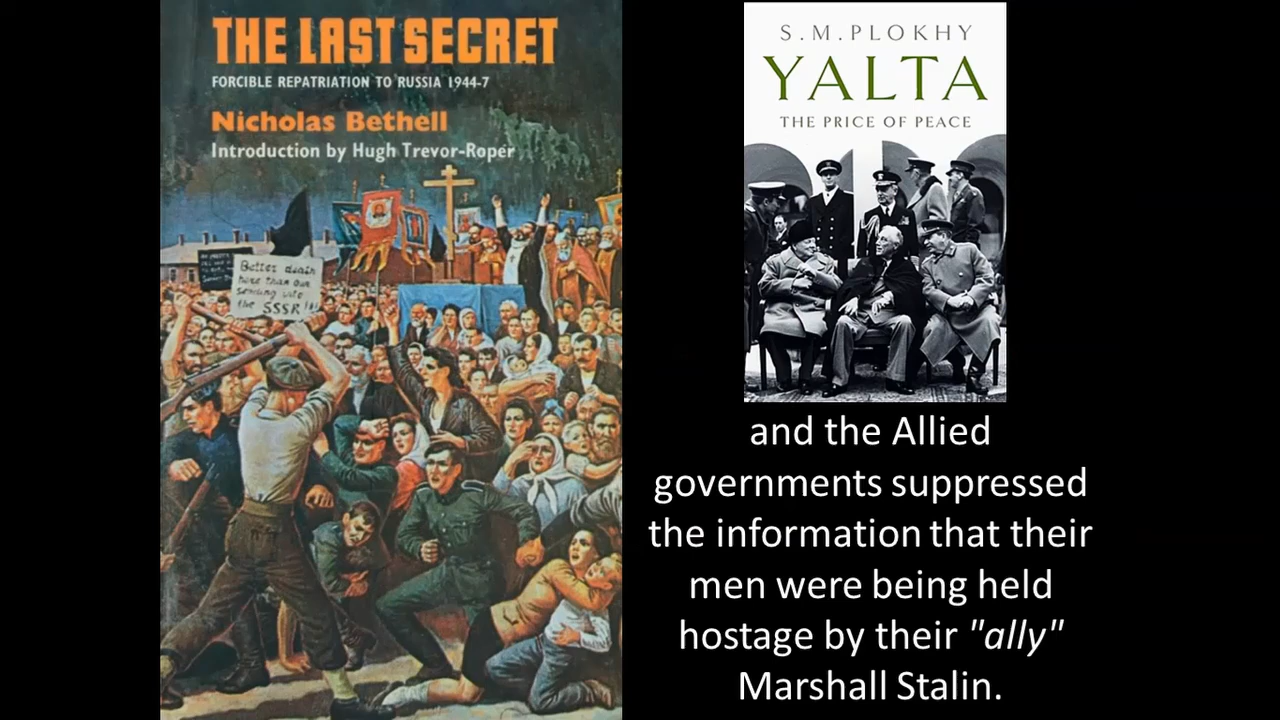 THE LAST SECRET
FORCIBLE REPATRIATION TO RUSSIA 1944-7
Nicholas Bethell
Introduction by Hugh Trevor-Roper
Better death
here than our
sending into
the SSSR!!!
S.M.PLOKHY
YALTA
THE PRICE OF PEACE
and the Allied
governments suppressed
the information that their
men were being held
hostage by their "ally"
Marshall Stalin.